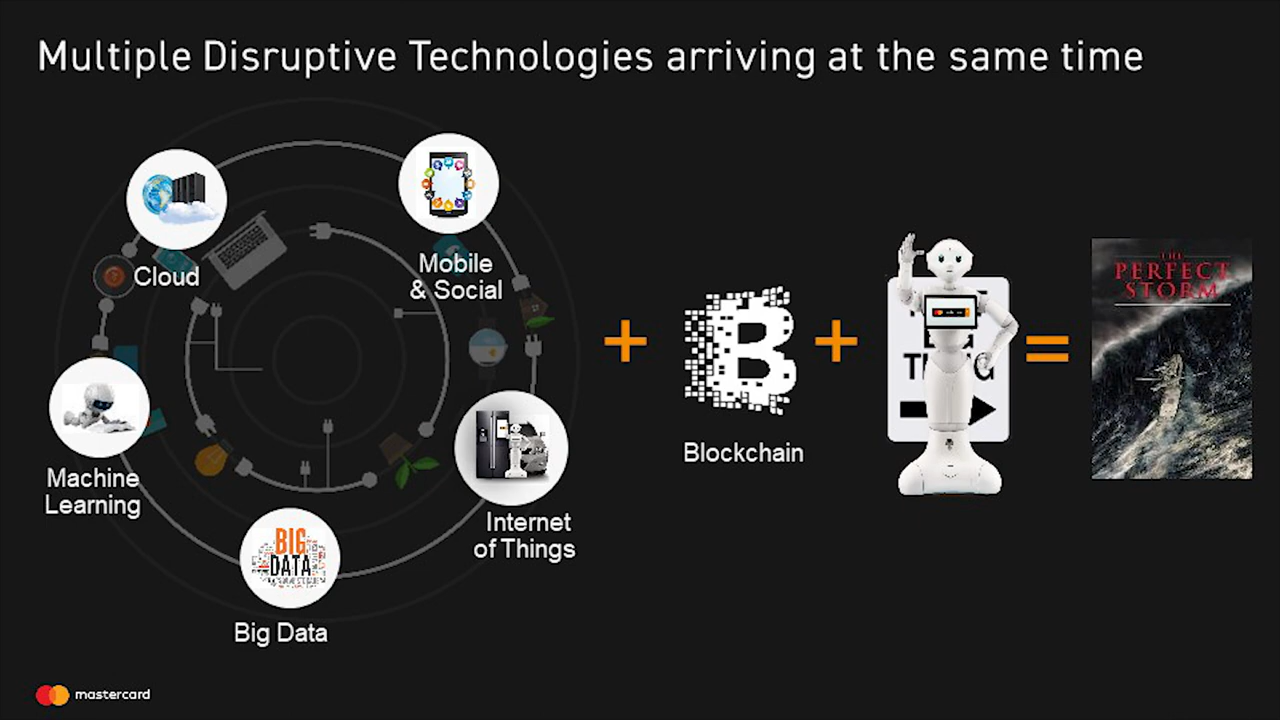 Multiple Disruptive Technologies arriving at the same time
Cloud
Mobile
& Social
Machine
Learning
BIG
DATA
Big Data
Internet
of Things
Blockchain
THE
PERFECT
STORM
mastercard